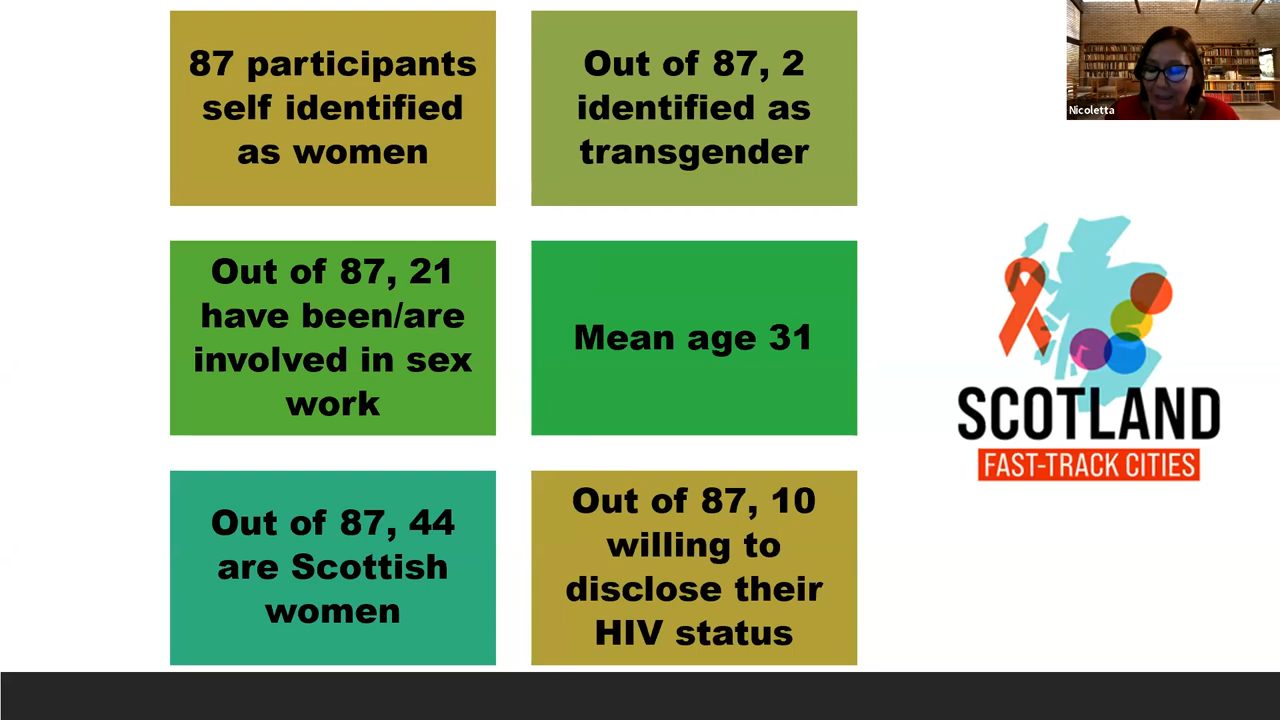 87 participants
self identified
as women
Out of 87, 2
identified as
transgender
Out of 87, 21
have been/are
involved in sex
work
Mean age 31
Out of 87, 44
are Scottish
women
Out of 87, 10
willing to
disclose their
HIV status
Nicoletta
SCOTLAND
FAST-TRACK CITIES